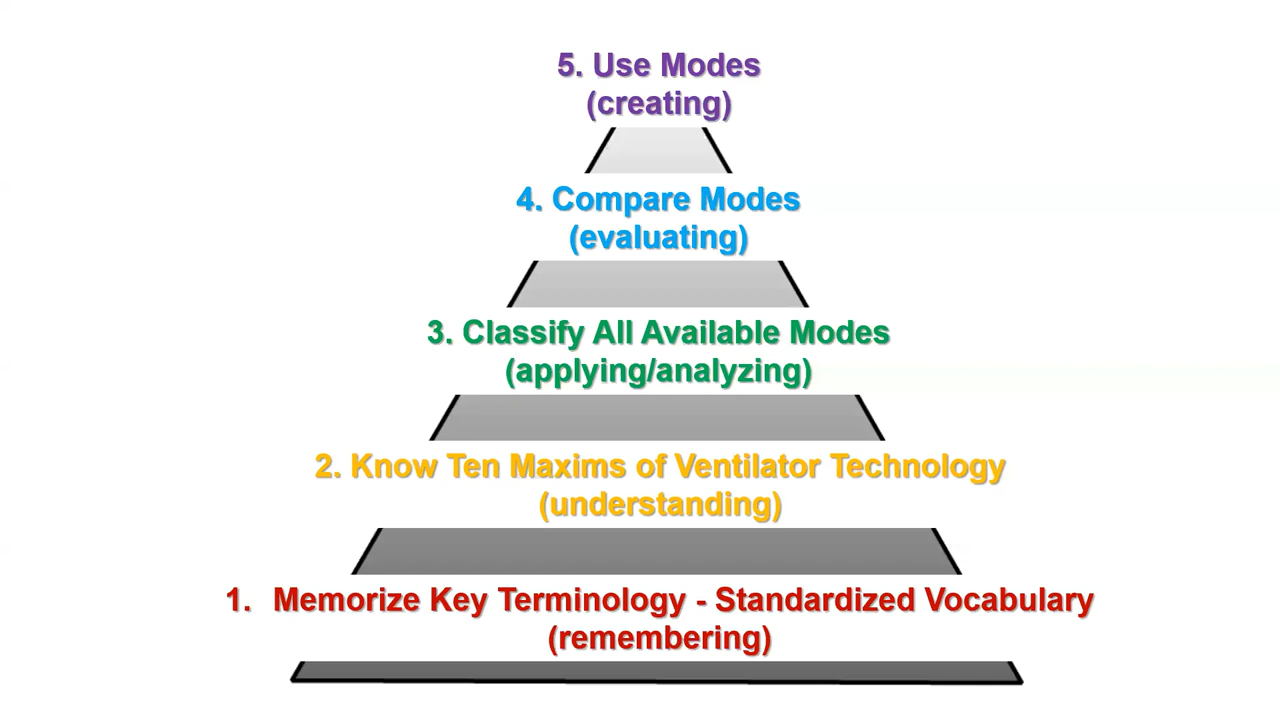 5. Use Modes
(creating)
4. Compare Modes
(evaluating)
3. Classify All Available Modes
(applying/analyzing)
2. Know Ten Maxims of Ventilator Technology
(understanding)
1. Memorize Key Terminology - Standardized Vocabulary
(remembering)